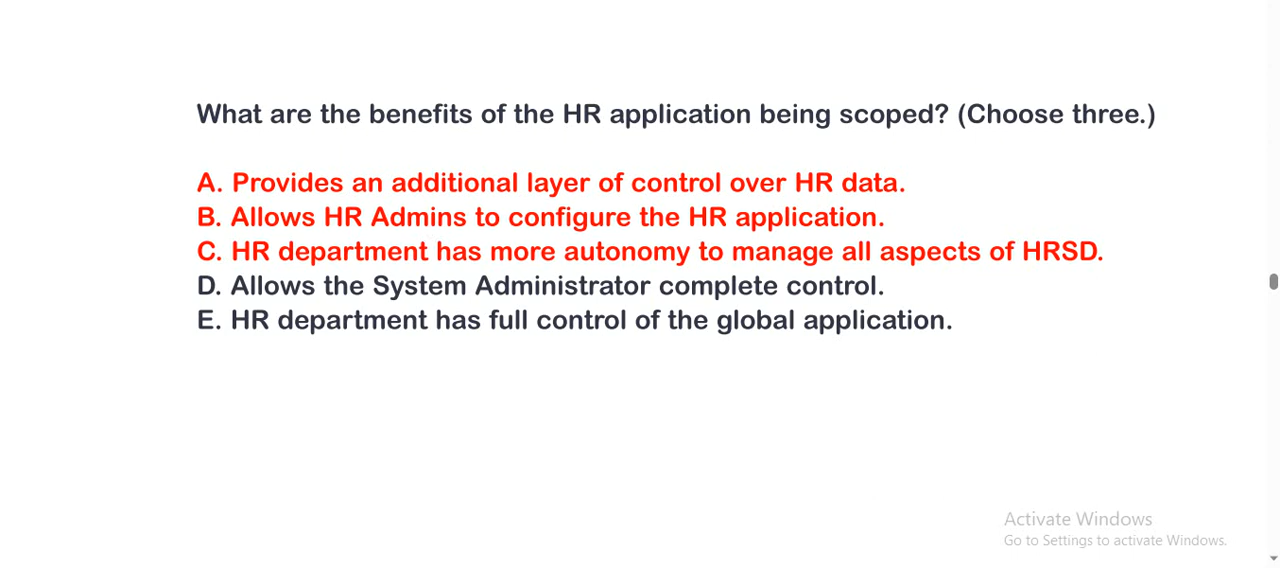 What are the benefits of the HR application being scoped? (Choose three.)
A. Provides an additional layer of control over HR data.
B. Allows HR Admins to configure the HR application.
C. HR department has more autonomy to manage all aspects of HRSD.
D. Allows the System Administrator complete control.
E. HR department has full control of the global application.
Activate Windows
Go to Settings to activate Windows.